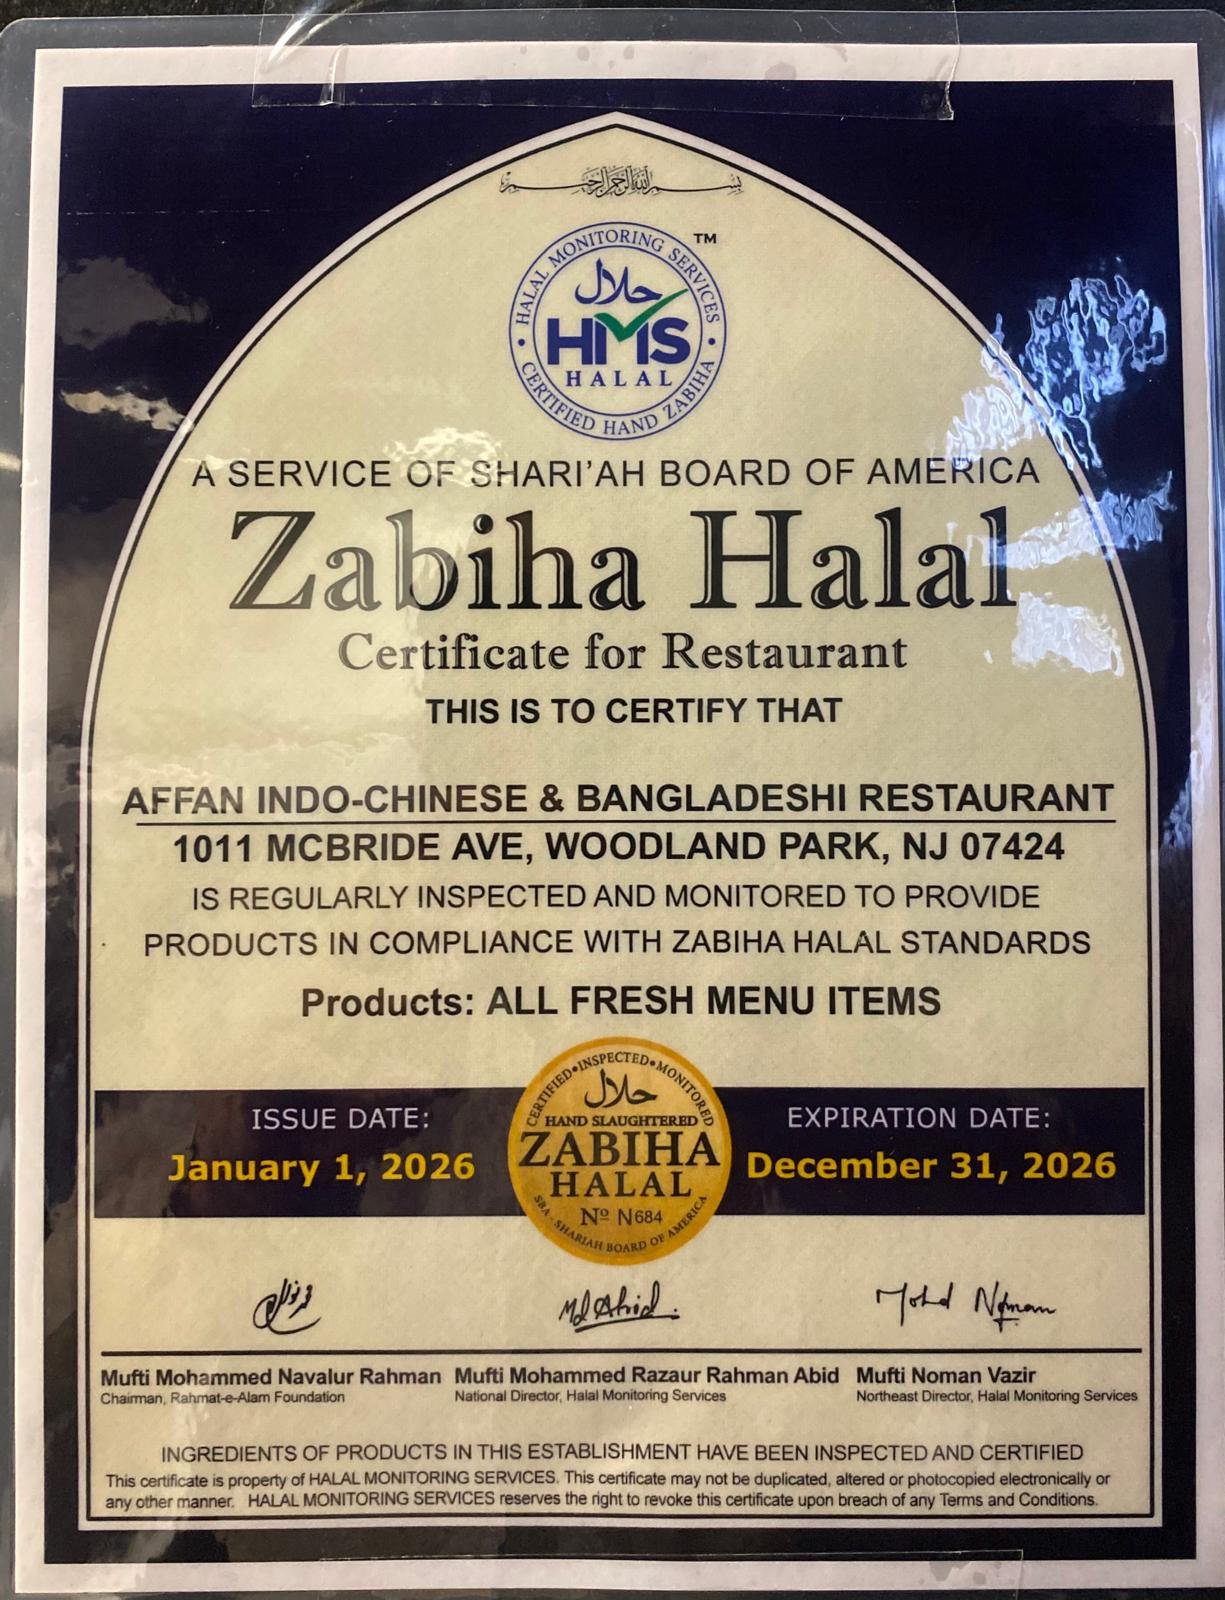 بسم الله الرحمن الرحيم
HALAL MONITORING SERVICES
TM
حلال
HMS
HALAL
CERTIFIED HAND ZABIHA
A SERVICE OF SHARI'AH BOARD OF AMERICA
Zabiha Halal
Certificate for Restaurant
THIS IS TO CERTIFY THAT
AFFAN INDO-CHINESE & BANGLADESHI RESTAURANT
1011 MCBRIDE AVE, WOODLAND PARK, NJ 07424
IS REGULARLY INSPECTED AND MONITORED TO PROVIDE
PRODUCTS IN COMPLIANCE WITH ZABIHA HALAL STANDARDS
Products: ALL FRESH MENU ITEMS
ISSUE DATE:
January 1, 2026
CERTIFIED•INSPECTED•MONITORED
حلال
HAND SLAUGHTERED
ZABIHA
HALAL
Nº N684
SBA - SHARIAH BOARD OF AMERICA
EXPIRATION DATE:
December 31, 2026
Md Abid.
Mohd Noman
Mufti Mohammed Navalur Rahman
Chairman, Rahmat-e-Alam Foundation
Mufti Mohammed Razaur Rahman Abid
National Director, Halal Monitoring Services
Mufti Noman Vazir
Northeast Director, Halal Monitoring Services
INGREDIENTS OF PRODUCTS IN THIS ESTABLISHMENT HAVE BEEN INSPECTED AND CERTIFIED
This certificate is property of HALAL MONITORING SERVICES. This certificate may not be duplicated, altered or photocopied electronically or
any other manner. HALAL MONITORING SERVICES reserves the right to revoke this certificate upon breach of any Terms and Conditions.